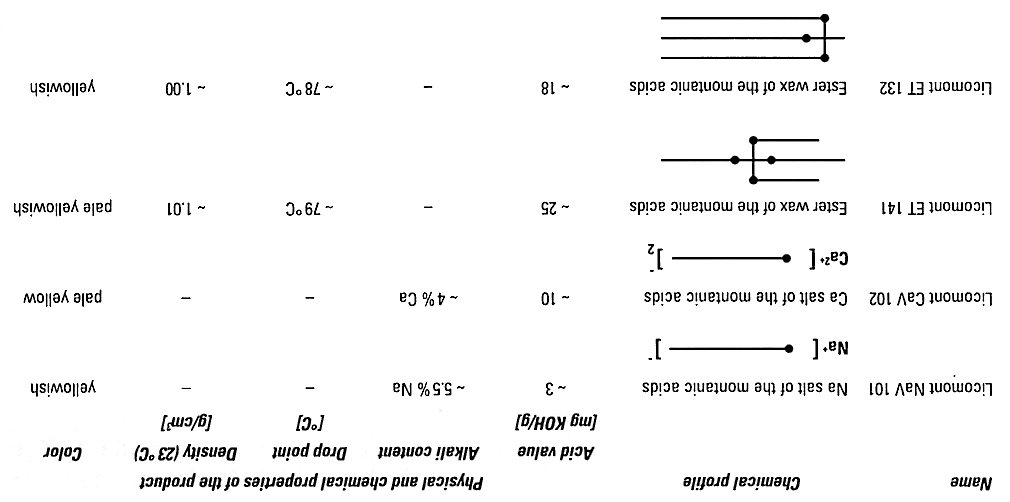 Name Chemical profile Physical and chemical properties of the product
Acid value Alkali content Drop point Density (23 °C) Color
[mg KOH/g] [°C] [g/cm³]
Licomont NaV 101 Na salt of the montanic acids ~ 3 ~ 5.5 % Na – – yellowish
Na⁺ [ ]⁻
Licomont CaV 102 Ca salt of the montanic acids ~ 10 ~ 4 % Ca – – pale yellow
Ca²⁺ [ ]⁻₂
Licomont ET 141 Ester wax of the montanic acids ~ 25 – ~ 79 °C ~ 1.01 pale yellowish
Licomont ET 132 Ester wax of the montanic acids ~ 18 – ~ 78 °C ~ 1.00 yellowish